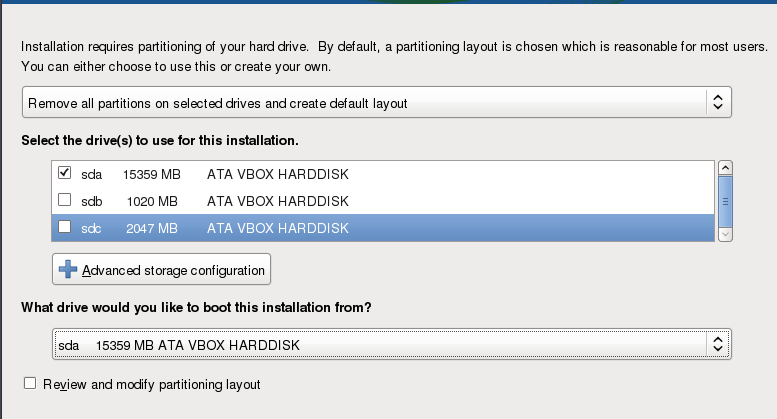 Installation requires partitioning of your hard drive.  By default, a partitioning layout is chosen which is reasonable for most users.
You can either choose to use this or create your own.
Remove all partitions on selected drives and create default layout
Select the drive(s) to use for this installation.
sda 15359 MB ATA VBOX HARDDISK
sdb 1020 MB ATA VBOX HARDDISK
sdc 2047 MB ATA VBOX HARDDISK
Advanced storage configuration
What drive would you like to boot this installation from?
sda 15359 MB ATA VBOX HARDDISK
Review and modify partitioning layout